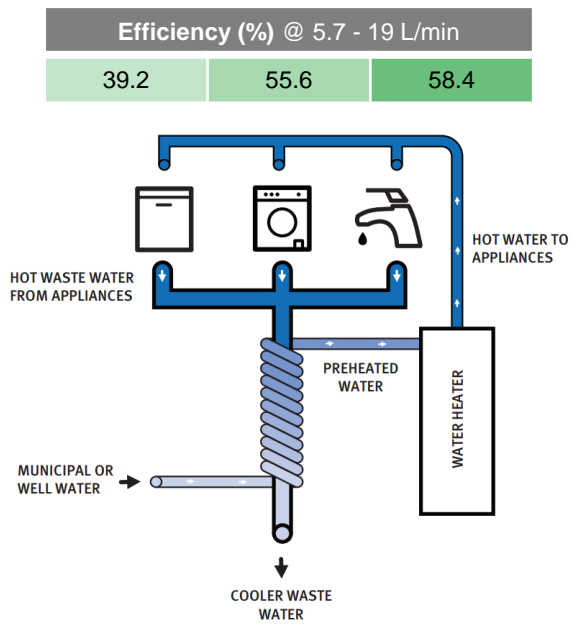 Efficiency (%) @ 5.7 - 19 L/min
39.2 55.6 58.4
HOT WATER TO
APPLIANCES
HOT WASTE WATER
FROM APPLIANCES
PREHEATED
WATER
WATER HEATER
MUNICIPAL OR
WELL WATER
COOLER WASTE
WATER